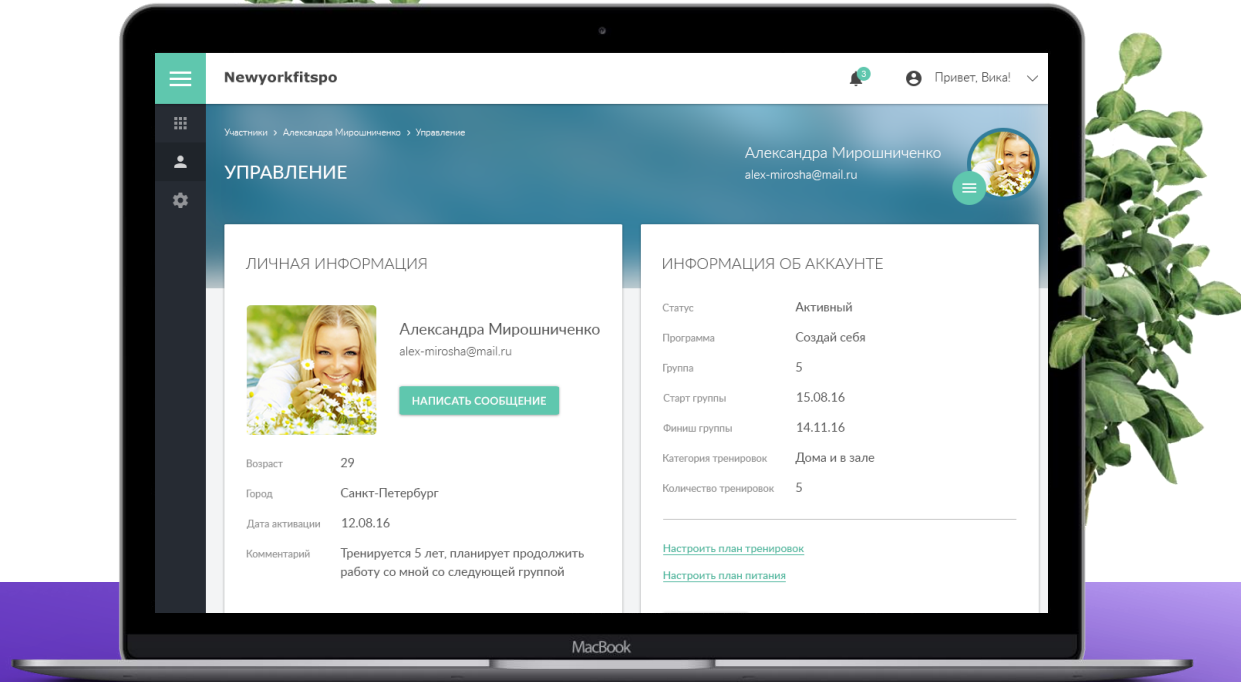 Newyorkfitspo
3
Привет, Вика!
Участники > Александра Мирошниченко > Управление
УПРАВЛЕНИЕ
Александра Мирошниченко
alex-mirosha@mail.ru
ЛИЧНАЯ ИНФОРМАЦИЯ
Александра Мирошниченко
alex-mirosha@mail.ru
НАПИСАТЬ СООБЩЕНИЕ
Возраст 29
Город Санкт-Петербург
Дата активации 12.08.16
Комментарий Тренируется 5 лет, планирует продолжить
работу со мной со следующей группой
ИНФОРМАЦИЯ ОБ АККАУНТЕ
Статус Активный
Программа Создай себя
Группа 5
Старт группы 15.08.16
Финиш группы 14.11.16
Категория тренировок Дома и в зале
Количество тренировок 5
Настроить план тренировок
Настроить план питания
MacBook